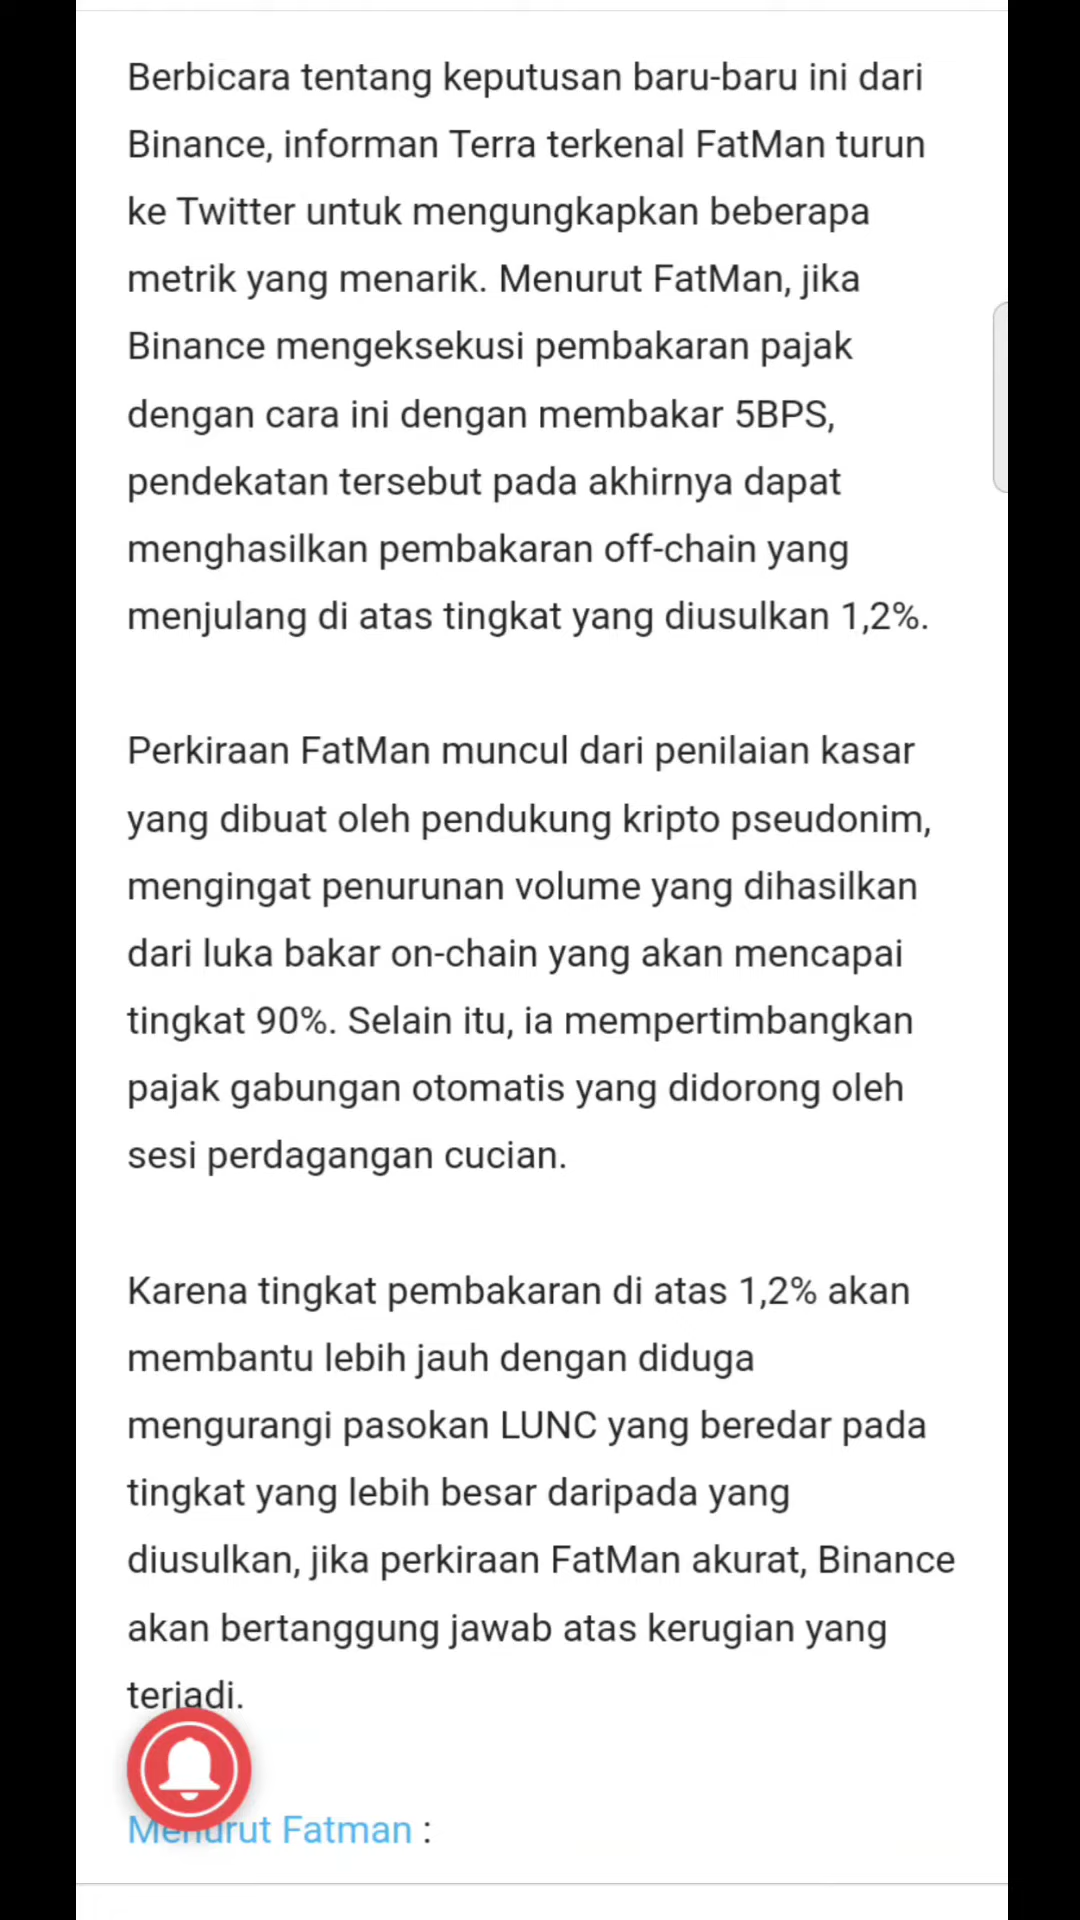 Berbicara tentang keputusan baru-baru ini dari
Binance, informan Terra terkenal FatMan turun
ke Twitter untuk mengungkapkan beberapa
metrik yang menarik. Menurut FatMan, jika
Binance mengeksekusi pembakaran pajak
dengan cara ini dengan membakar 5BPS,
pendekatan tersebut pada akhirnya dapat
menghasilkan pembakaran off-chain yang
menjulang di atas tingkat yang diusulkan 1,2%.
Perkiraan FatMan muncul dari penilaian kasar
yang dibuat oleh pendukung kripto pseudonim,
mengingat penurunan volume yang dihasilkan
dari luka bakar on-chain yang akan mencapai
tingkat 90%. Selain itu, ia mempertimbangkan
pajak gabungan otomatis yang didorong oleh
sesi perdagangan cucian.
Karena tingkat pembakaran di atas 1,2% akan
membantu lebih jauh dengan diduga
mengurangi pasokan LUNC yang beredar pada
tingkat yang lebih besar daripada yang
diusulkan, jika perkiraan FatMan akurat, Binance
akan bertanggung jawab atas kerugian yang
terjadi.
Menurut Fatman :